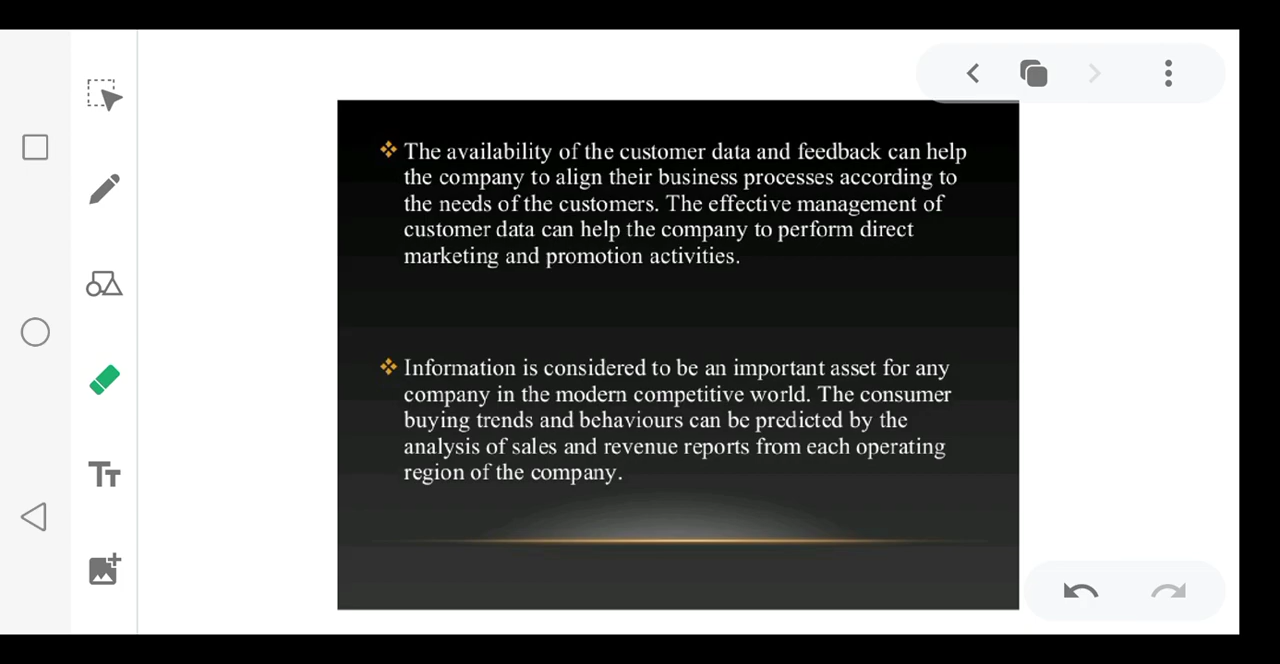 ❖ The availability of the customer data and feedback can help
the company to align their business processes according to
the needs of the customers. The effective management of
customer data can help the company to perform direct
marketing and promotion activities.
❖ Information is considered to be an important asset for any
company in the modern competitive world. The consumer
buying trends and behaviours can be predicted by the
analysis of sales and revenue reports from each operating
region of the company.